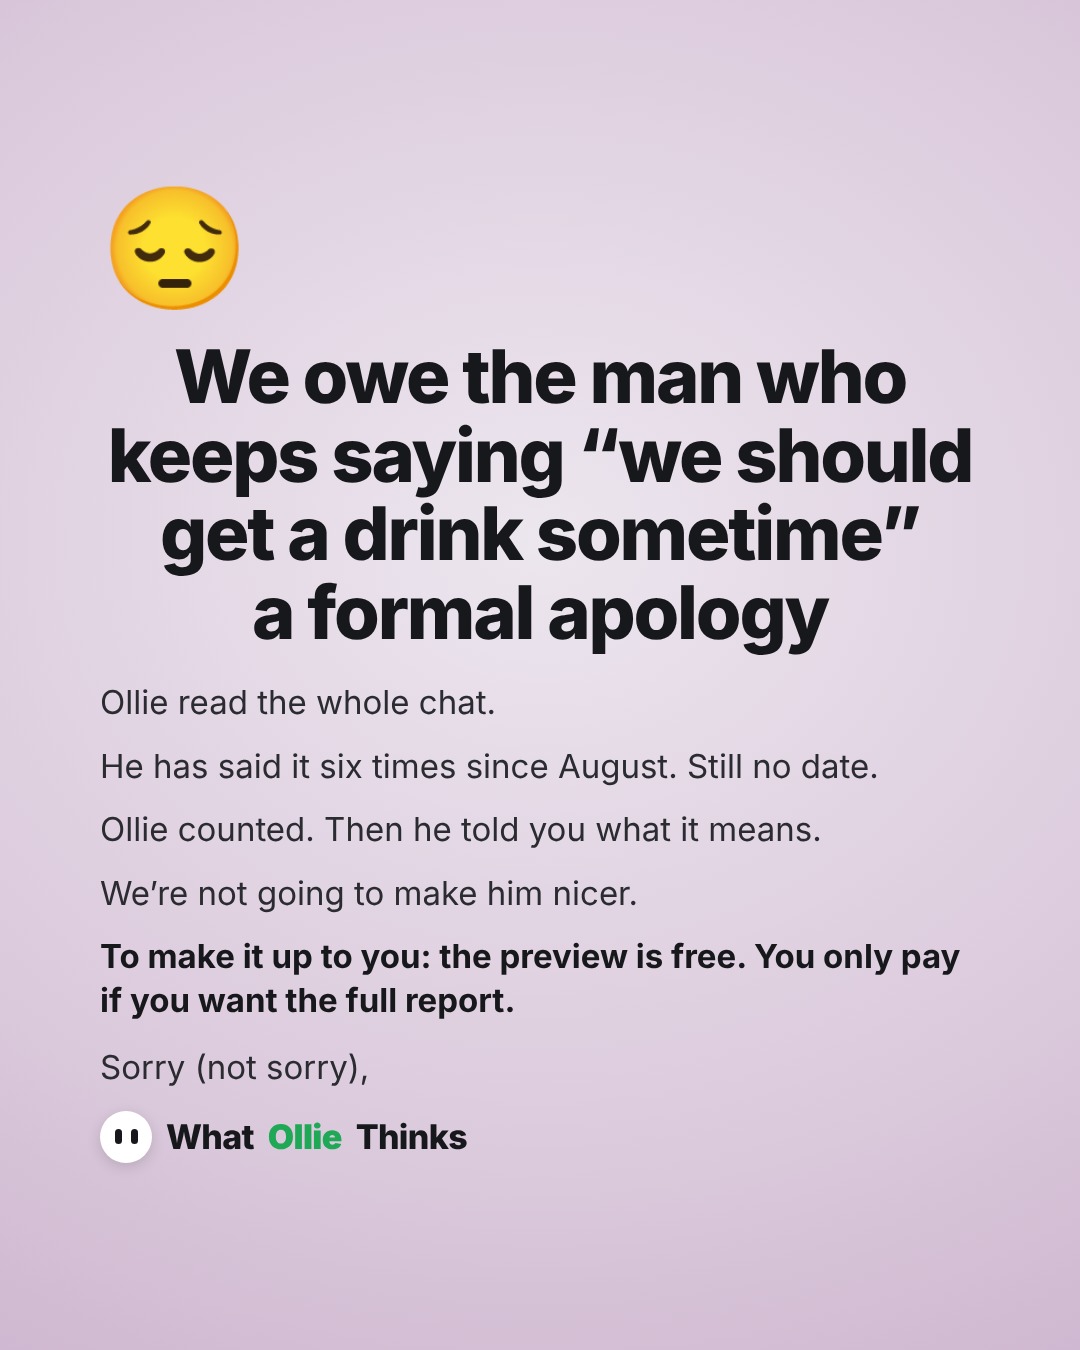 We owe the man who
keeps saying “we should
get a drink sometime”
a formal apology
Ollie read the whole chat.
He has said it six times since August. Still no date.
Ollie counted. Then he told you what it means.
We’re not going to make him nicer.
To make it up to you: the preview is free. You only pay
if you want the full report.
Sorry (not sorry),
What Ollie Thinks